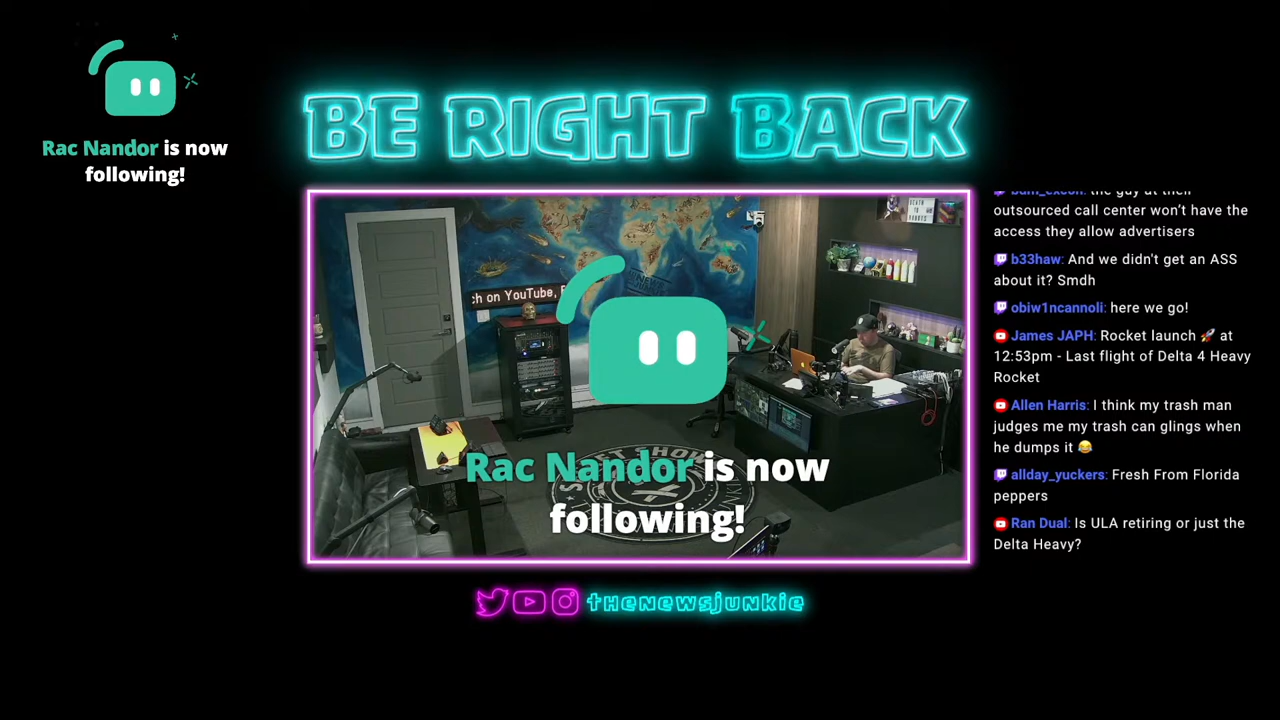 Rac Nandor is now
following!
BE RIGHT BACK
ch on YouTube,
DEATH
TO
Rac Nandor is now
following!
outsourced call center won't have the
access they allow advertisers
b33haw: And we didn't get an ASS
about it? Smdh
obiw1ncannoli: here we go!
James JAPH: Rocket launch 🚀 at
12:53pm - Last flight of Delta 4 Heavy
Rocket
Allen Harris: I think my trash man
judges me my trash can glings when
he dumps it 😂
allday_yuckers: Fresh From Florida
peppers
Ran Dual: Is ULA retiring or just the
Delta Heavy?
thenewsjunkie